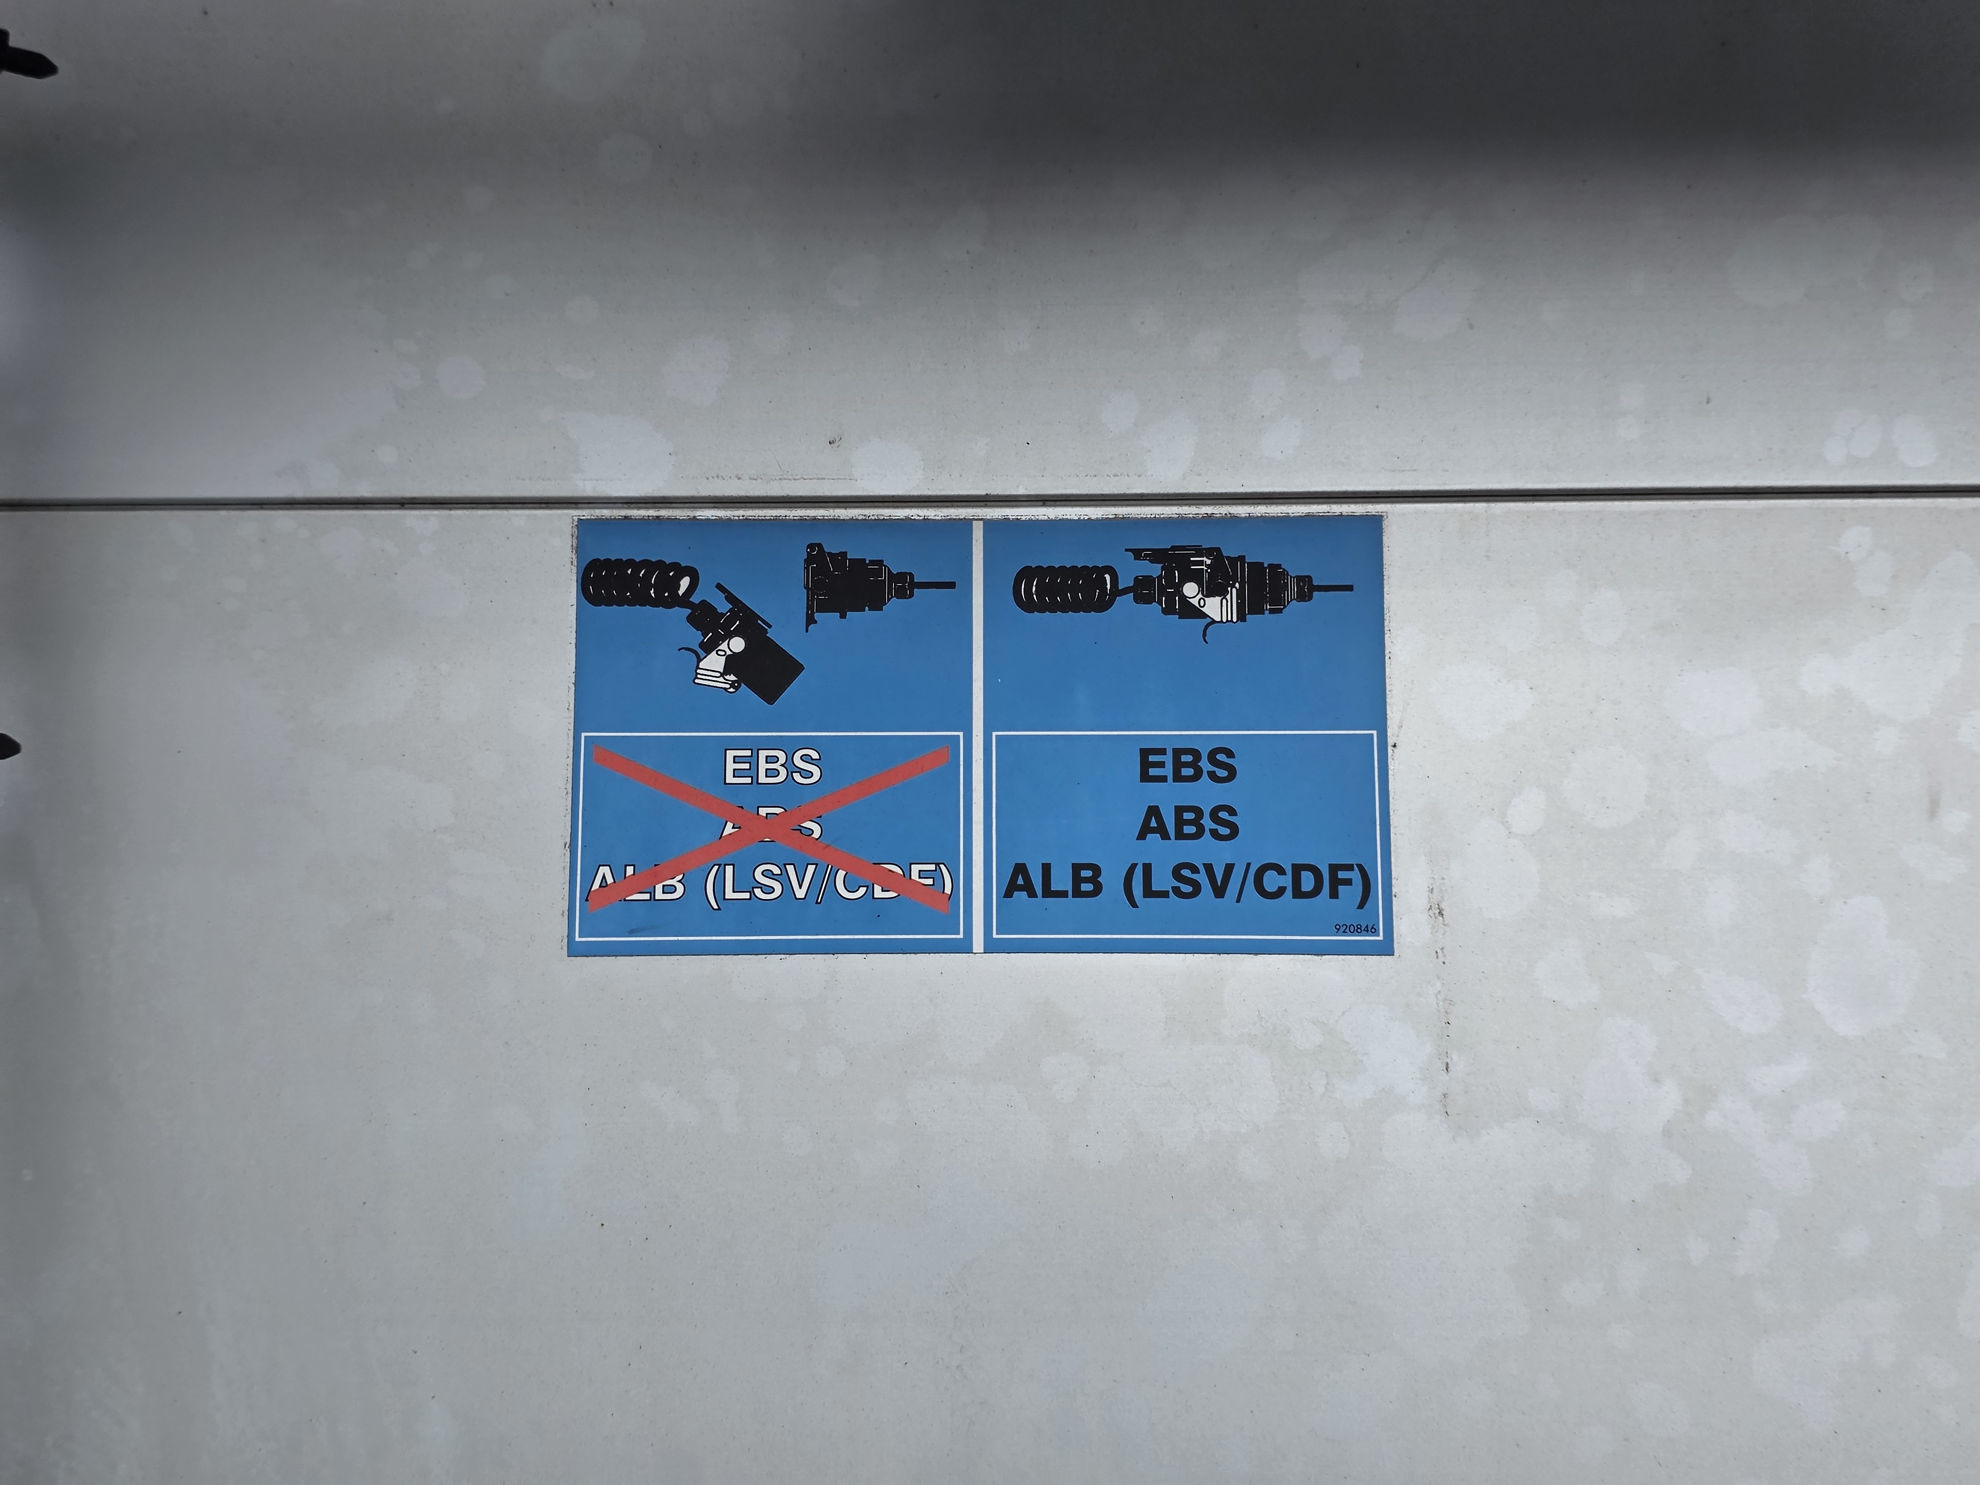 EBS
ABS
ALB (LSV/CDF)
EBS
ABS
ALB (LSV/CDF)
920846